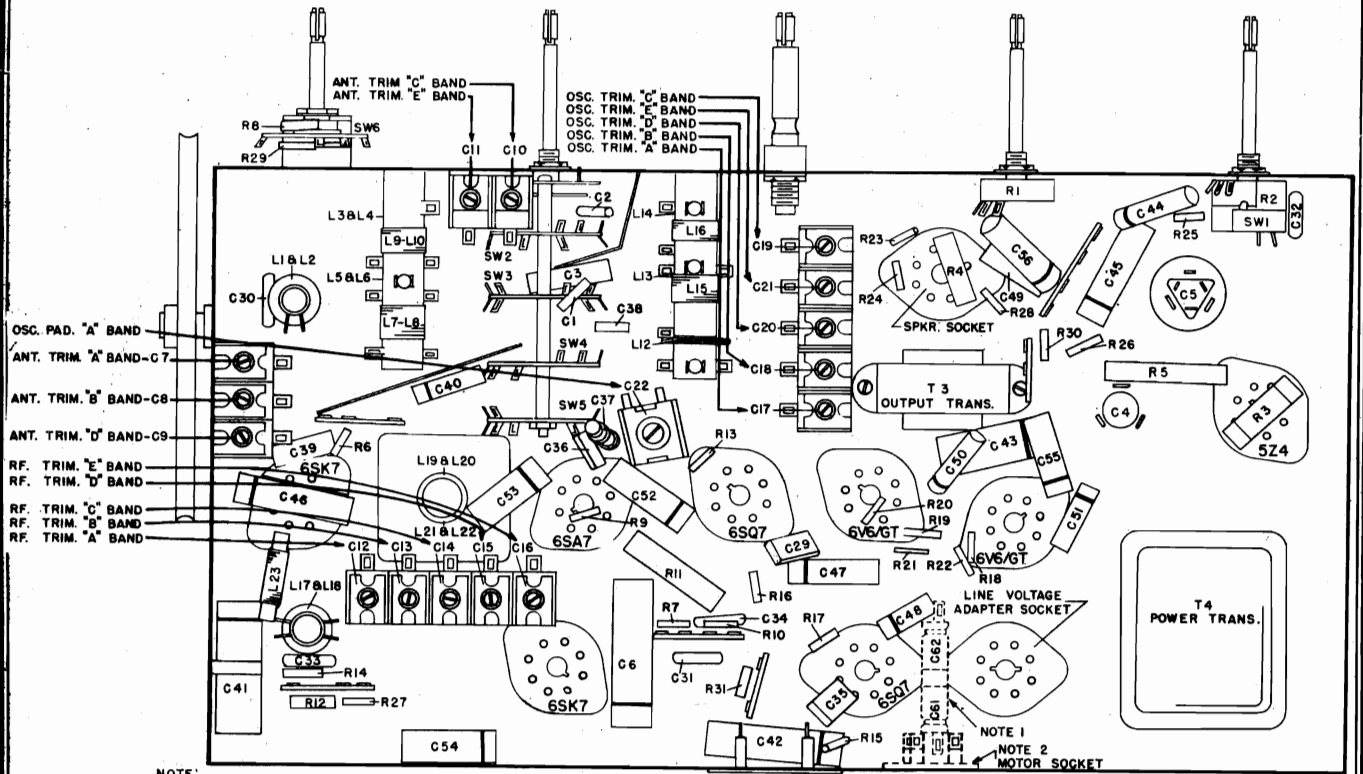 ANT. TRIM "C" BAND
ANT. TRIM. "E" BAND
OSC. TRIM. "C" BAND
OSC. TRIM. "E" BAND
OSC. TRIM. "D" BAND
OSC. TRIM. "B" BAND
OSC. TRIM. "A" BAND
R8
SW6
R29
C11
C10
R1
R2
SW1
C32
C2
L3&L4
L9-L10
SW2
L14
L16
C19
R23
C44
R25
L1&L2
C30
L5&L6
SW3
C3
C1
L13
L15
C21
R24
R4
C56
C49
R28
C45
C5
L7-L8
C38
SPKR. SOCKET
OSC. PAD. "A" BAND
SW4
L12
C20
R30
R26
ANT. TRIM. "A" BAND-C7
C40
C22
C18
T 3
OUTPUT TRANS.
R5
ANT. TRIM. "B" BAND-C8
SW5
C37
C17
C4
R3
ANT. TRIM. "D" BAND-C9
C39
R6
C36
R13
C50
C43
C55
5Z4
RF. TRIM. "E" BAND
RF. TRIM. "D" BAND
6SK7
L19&L20
C46
C53
C52
RF. TRIM. "C" BAND
RF. TRIM. "B" BAND
RF. TRIM. "A" BAND
L21&L22
R9
6SA7
6SQ7
R20
R19
6V6/GT
C51
C12
C13
C14
C15
C16
C29
R21
R22
6V6/GT
R18
L23
L17&L18
R11
C47
R16
LINE VOLTAGE
ADAPTER SOCKET
T4
POWER TRANS.
R7
C34
R10
R17
C48
C62
C33
R14
C6
C31
C41
R12
R27
6SK7
R31
C35
6SQ7
C61
NOTE 1
C54
C42
R15
NOTE 2
MOTOR SOCKET
NOTE: